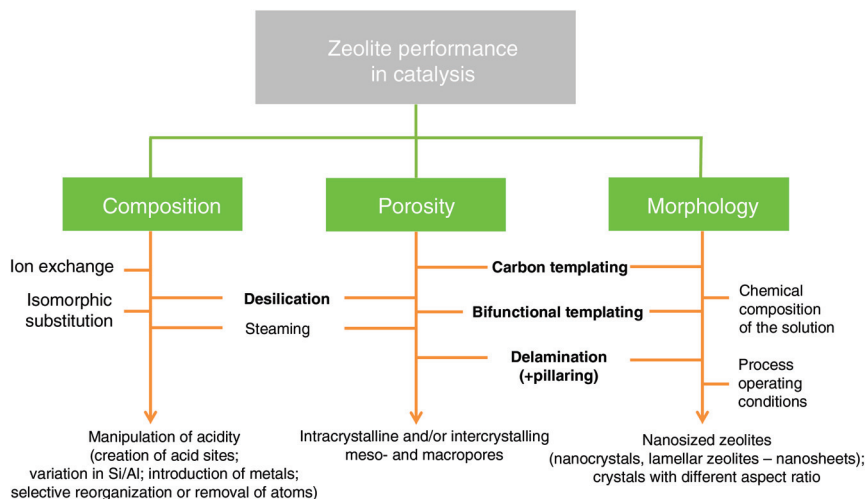 Zeolite performance
in catalysis
Composition
Porosity
Morphology
Ion exchange
Isomorphic
substitution
Desilication
Steaming
Carbon templating
Bifunctional templating
Delamination
(+pillaring)
Chemical
composition
of the solution
Process
operating
conditions
Manipulation of acidity
(creation of acid sites;
variation in Si/Al; introduction of metals;
selective reorganization or removal of atoms)
Intracrystalline and/or intercrystalling
meso- and macropores
Nanosized zeolites
(nanocrystals, lamellar zeolites – nanosheets);
crystals with different aspect ratio